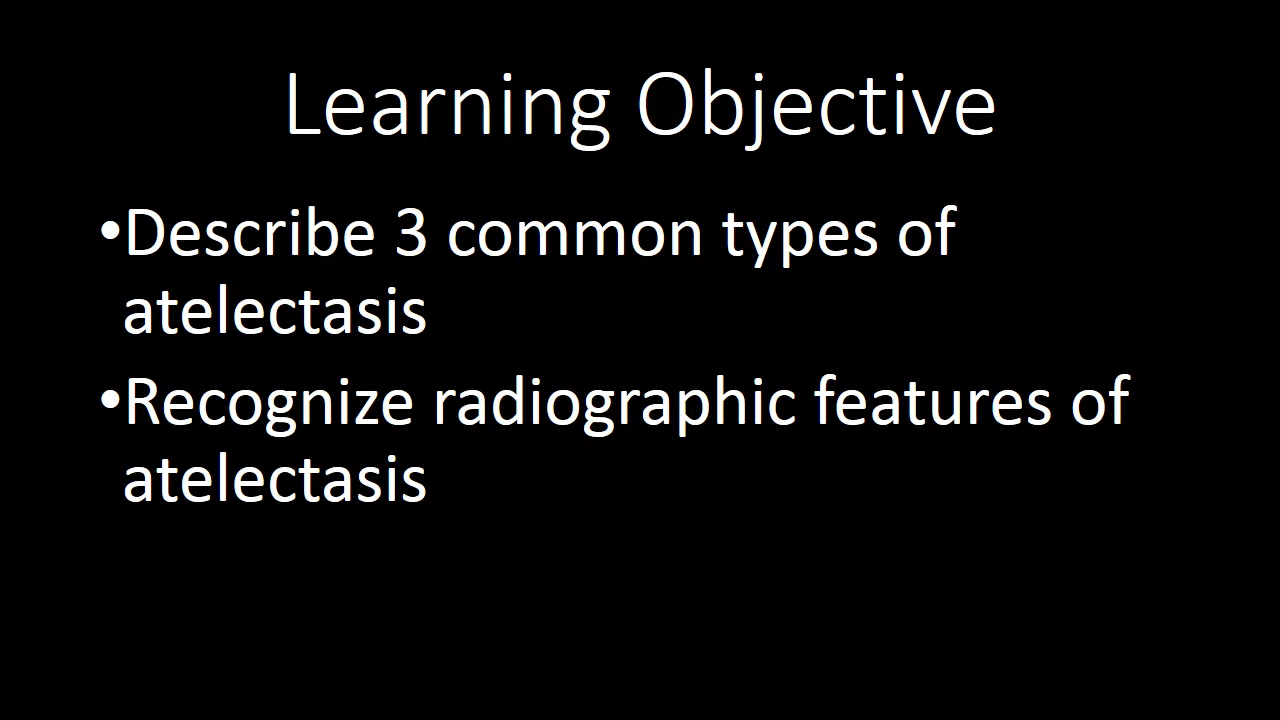 Learning Objective
•Describe 3 common types of
atelectasis
•Recognize radiographic features of
atelectasis